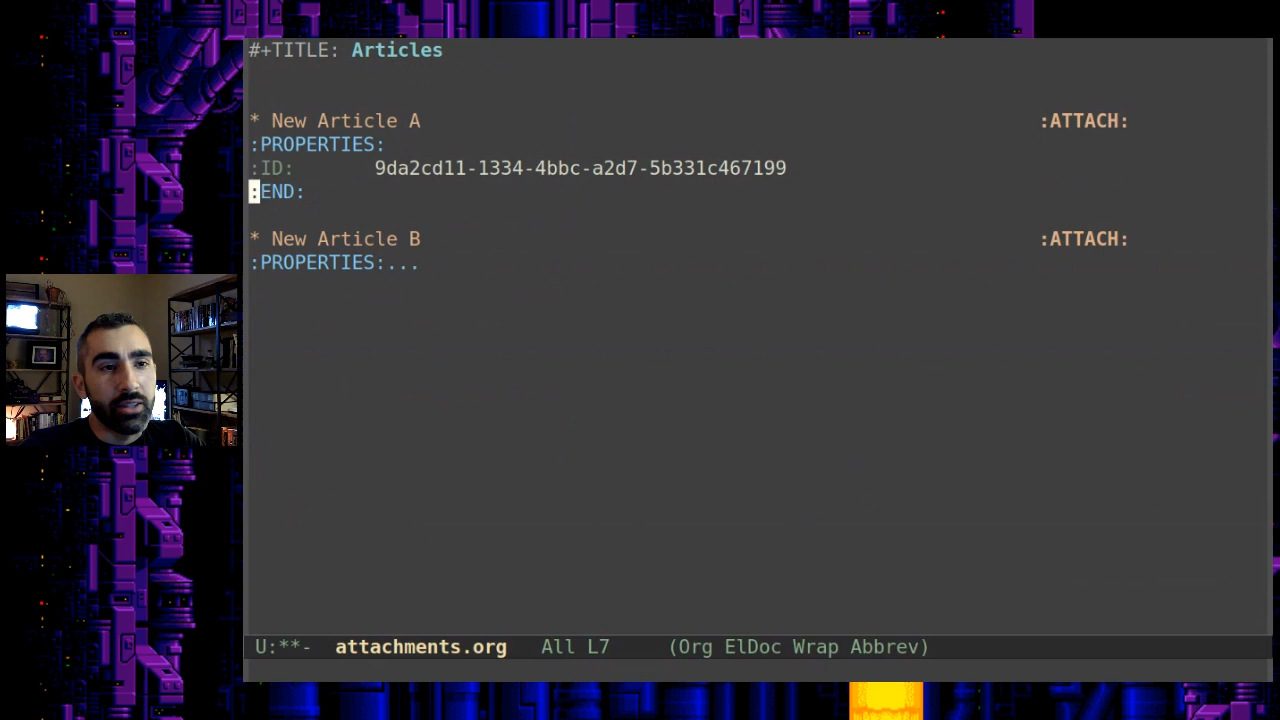 #+TITLE: Articles
* New Article A :ATTACH:
:PROPERTIES:
:ID: 9da2cd11-1334-4bbc-a2d7-5b331c467199
:END:
* New Article B :ATTACH:
:PROPERTIES:...
U:**- attachments.org All L7 (Org ElDoc Wrap Abbrev)